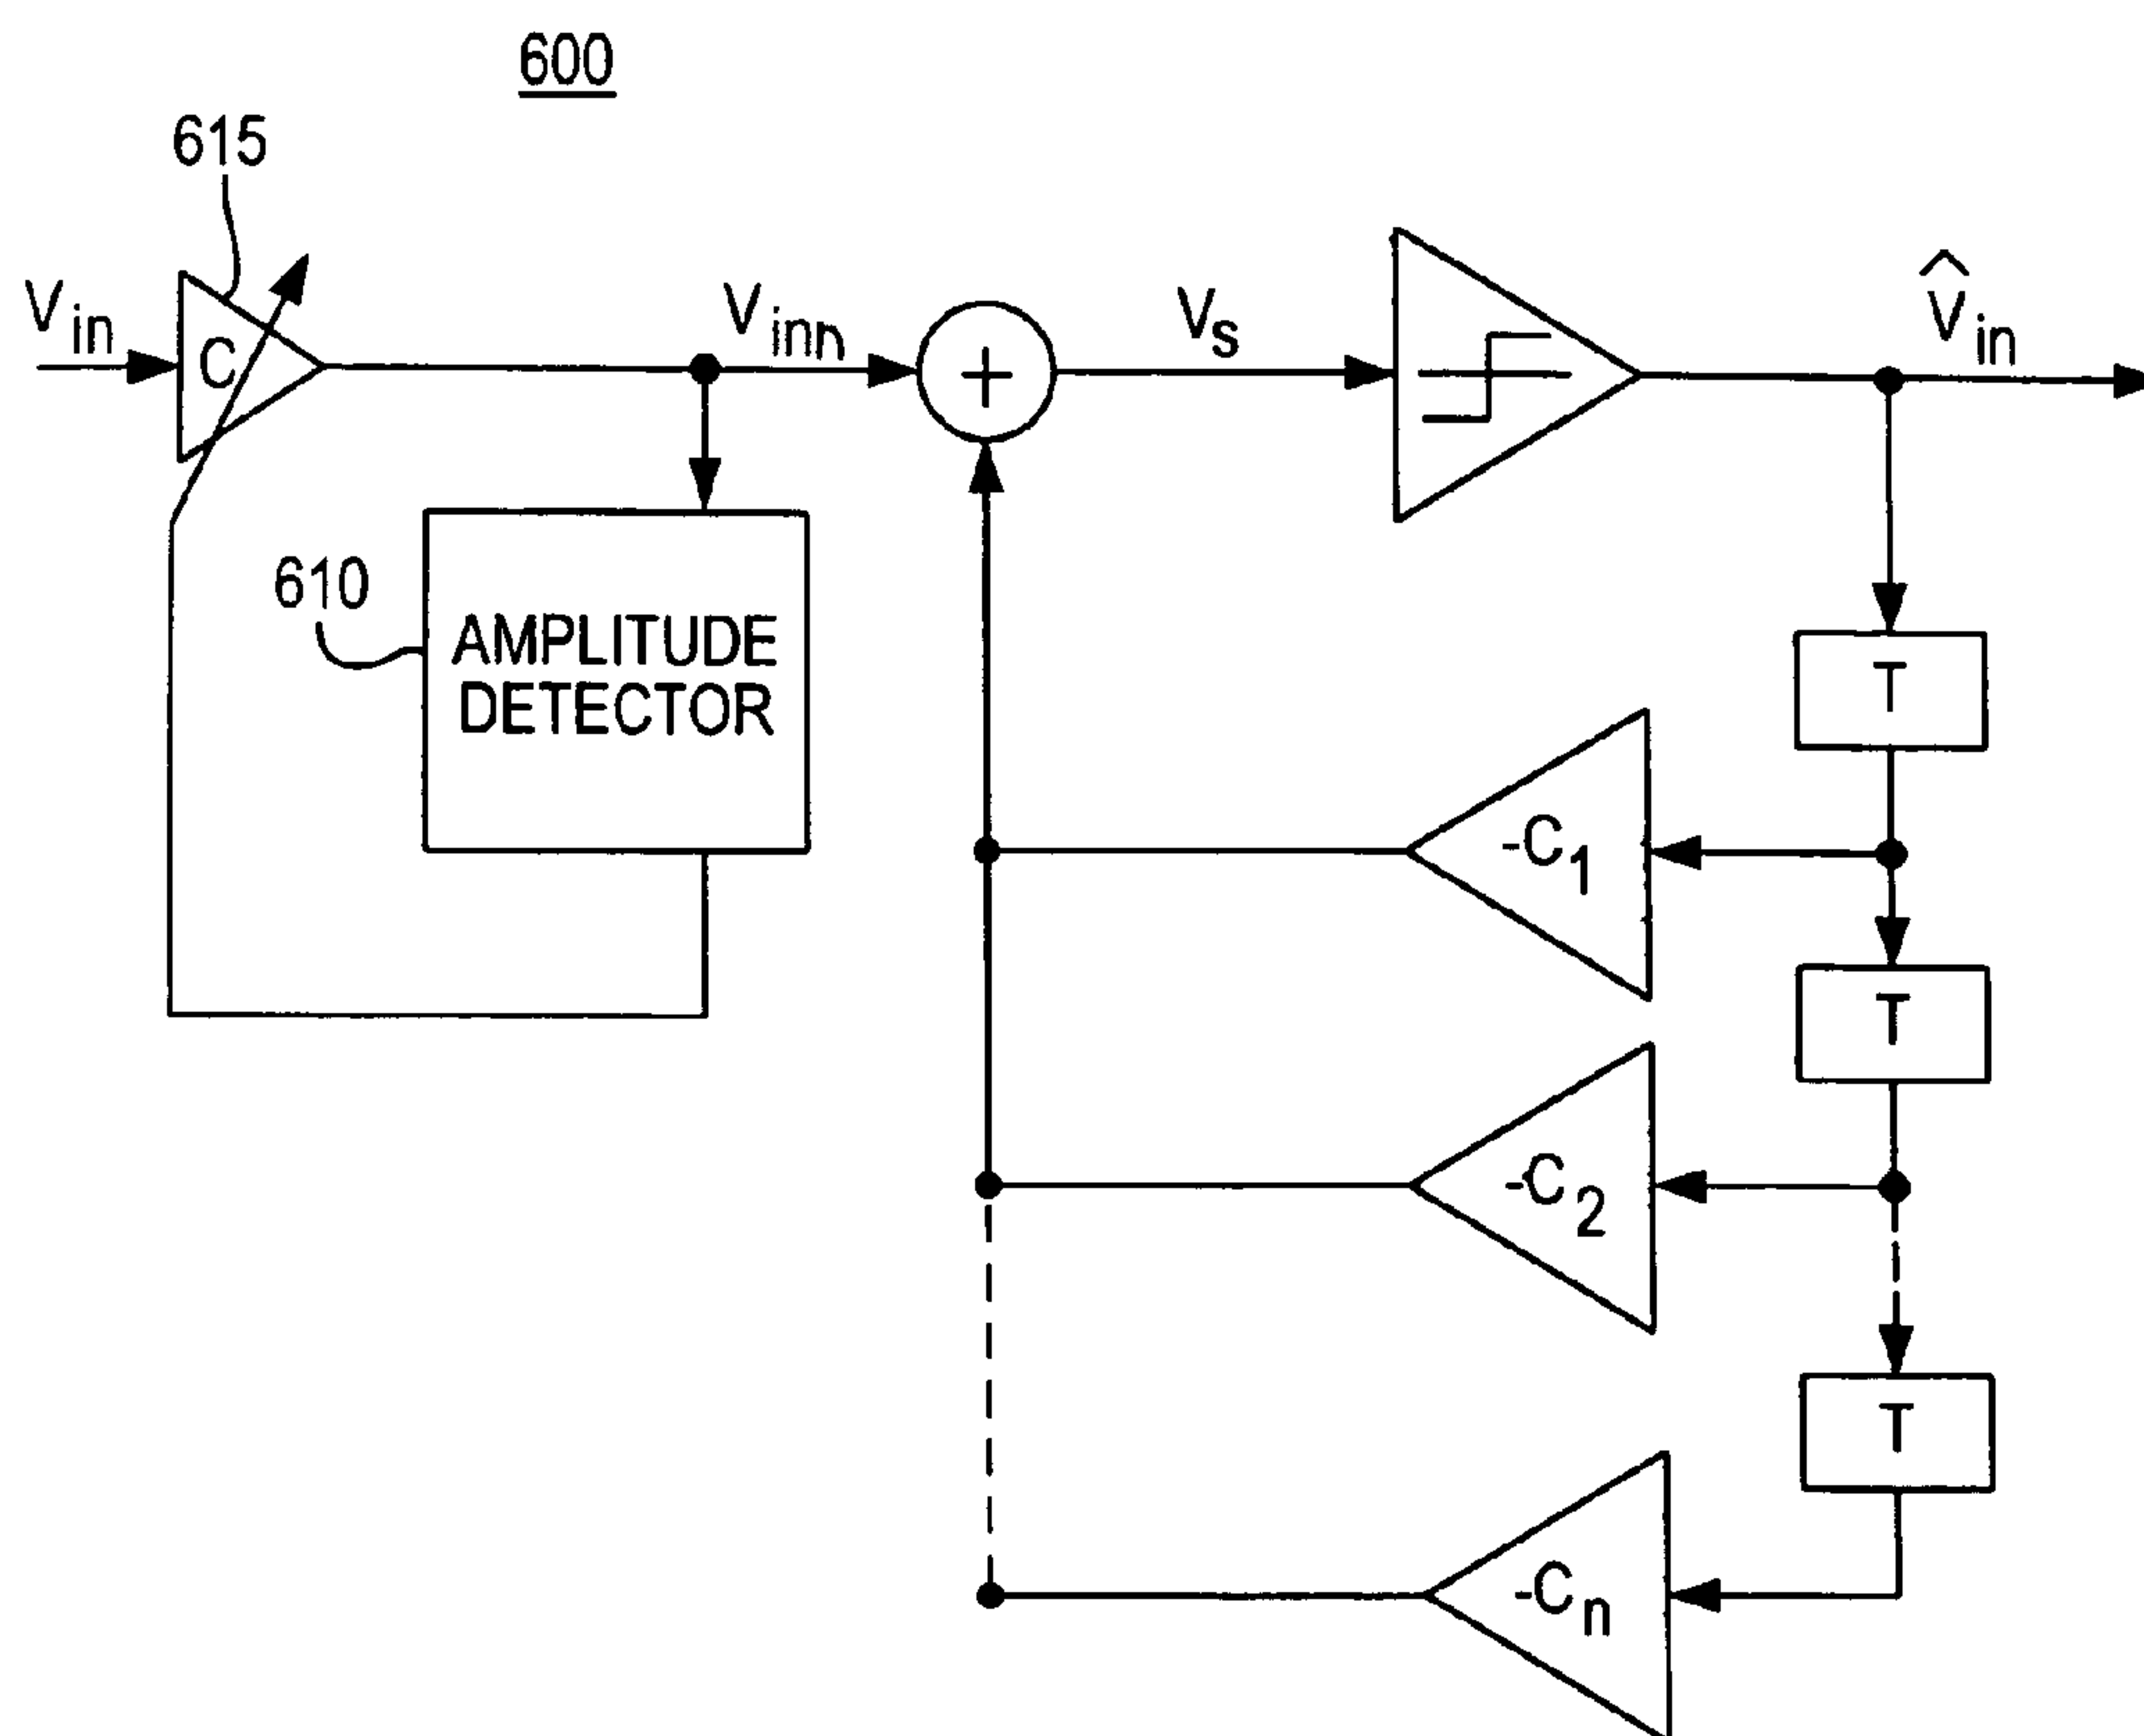 600
615
V_in
C
V_inn
+
V_s
V̂_in
610
AMPLITUDE
DETECTOR
T
-C_1
T
-C_2
T
-C_n